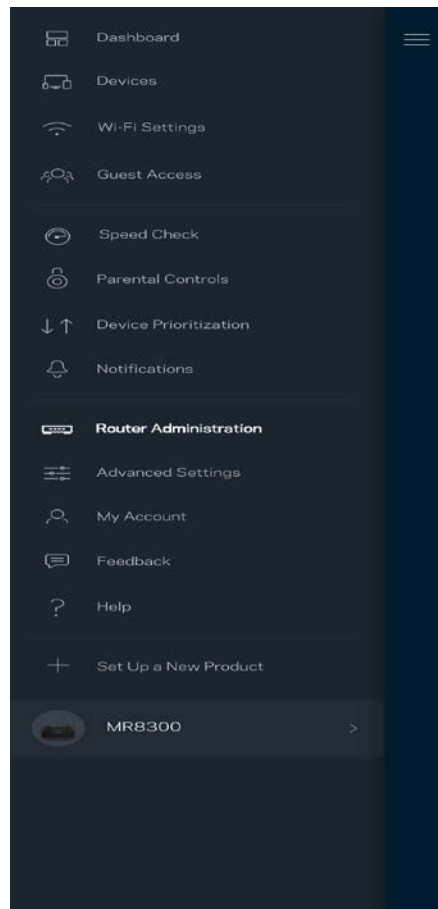 Dashboard
Devices
Wi-Fi Settings
Guest Access
Speed Check
Parental Controls
Device Prioritization
Notifications
Router Administration
Advanced Settings
My Account
Feedback
? Help
+ Set Up a New Product
MR8300 >